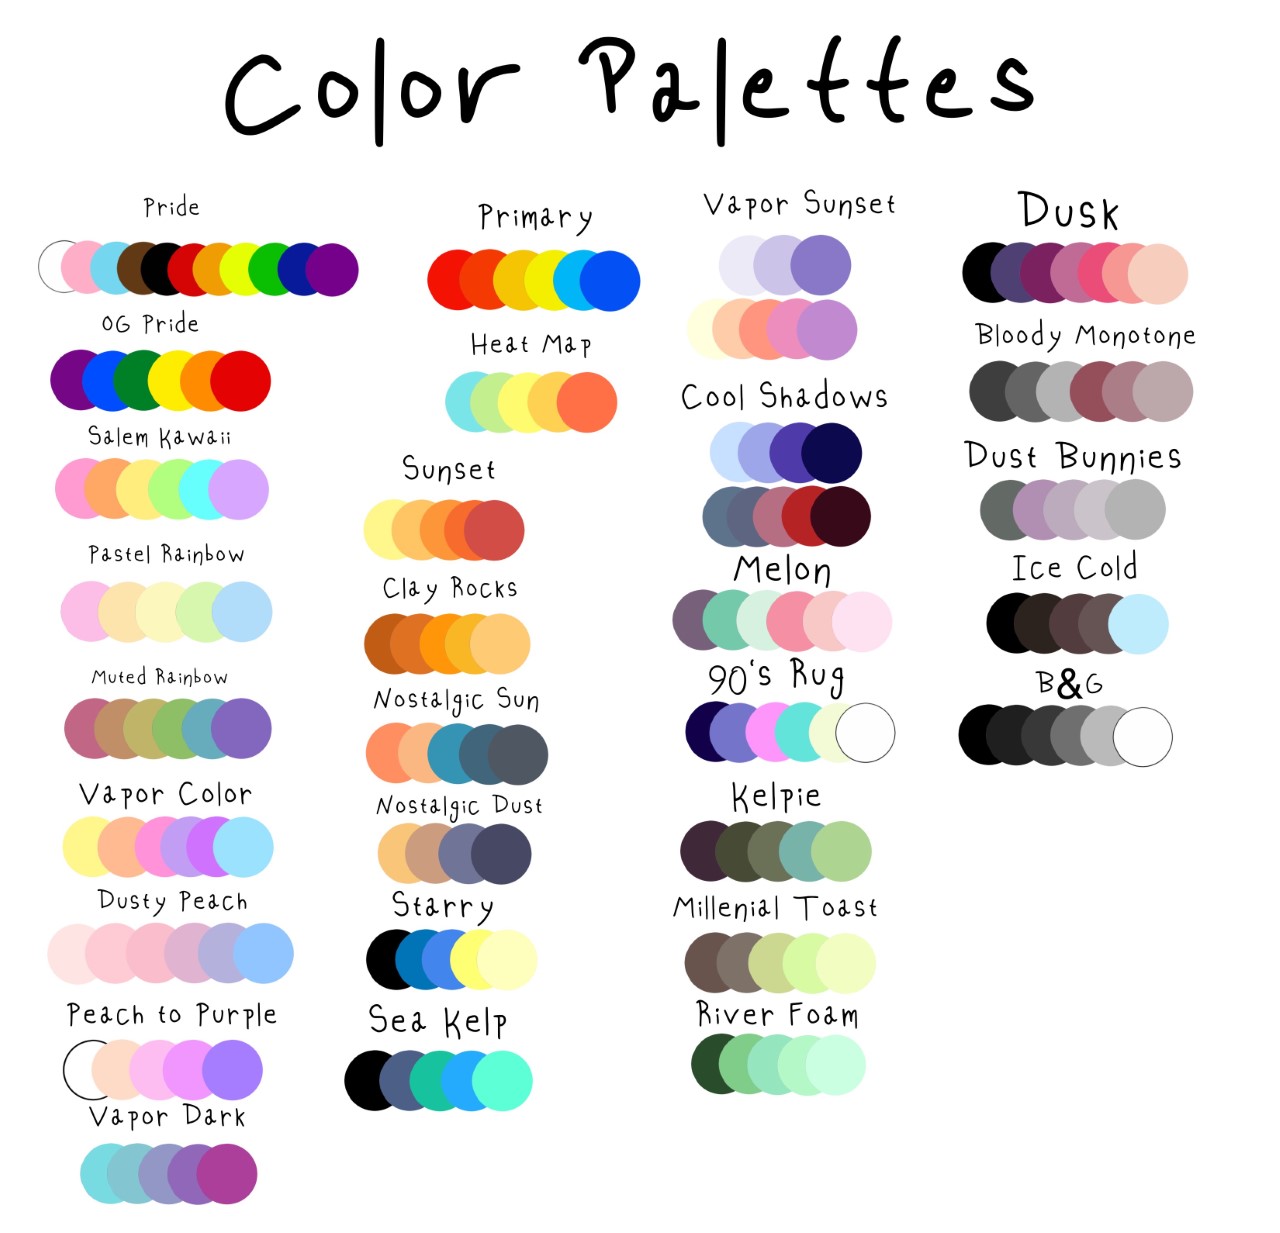 Color Palettes
Pride
OG Pride
Salem Kawaii
Pastel Rainbow
Muted Rainbow
Vapor Color
Dusty Peach
Peach to Purple
Vapor Dark
Primary
Heat Map
Sunset
Clay Rocks
Nostalgic Sun
Nostalgic Dust
Starry
Sea Kelp
Vapor Sunset
Cool Shadows
Melon
90's Rug
Kelpie
Millenial Toast
River Foam
Dusk
Bloody Monotone
Dust Bunnies
Ice Cold
B&G